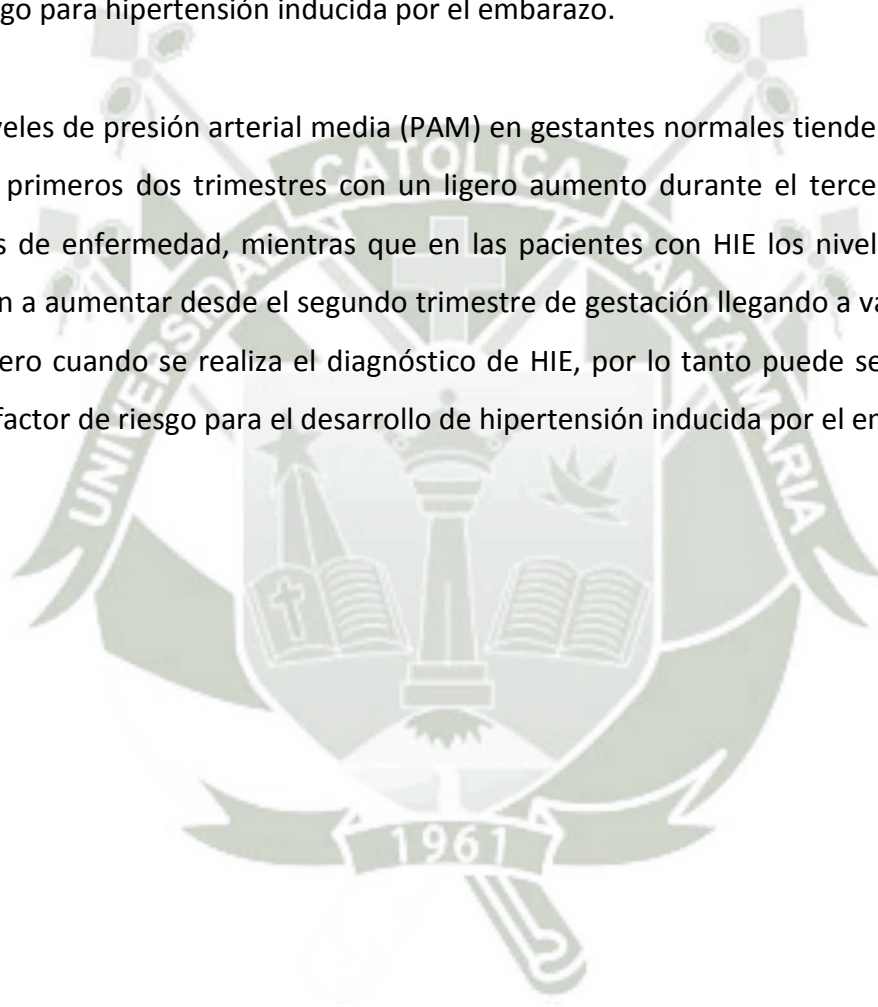 go para hipertensión inducida por el embarazo.
veles de presión arterial media (PAM) en gestantes normales tiende
primeros dos trimestres con un ligero aumento durante el terce
s de enfermedad, mientras que en las pacientes con HIE los nivel
n a aumentar desde el segundo trimestre de gestación llegando a va
ero cuando se realiza el diagnóstico de HIE, por lo tanto puede se
factor de riesgo para el desarrollo de hipertensión inducida por el en
UNIVERSIDAD CATOLICA SANTA MARIA
1961